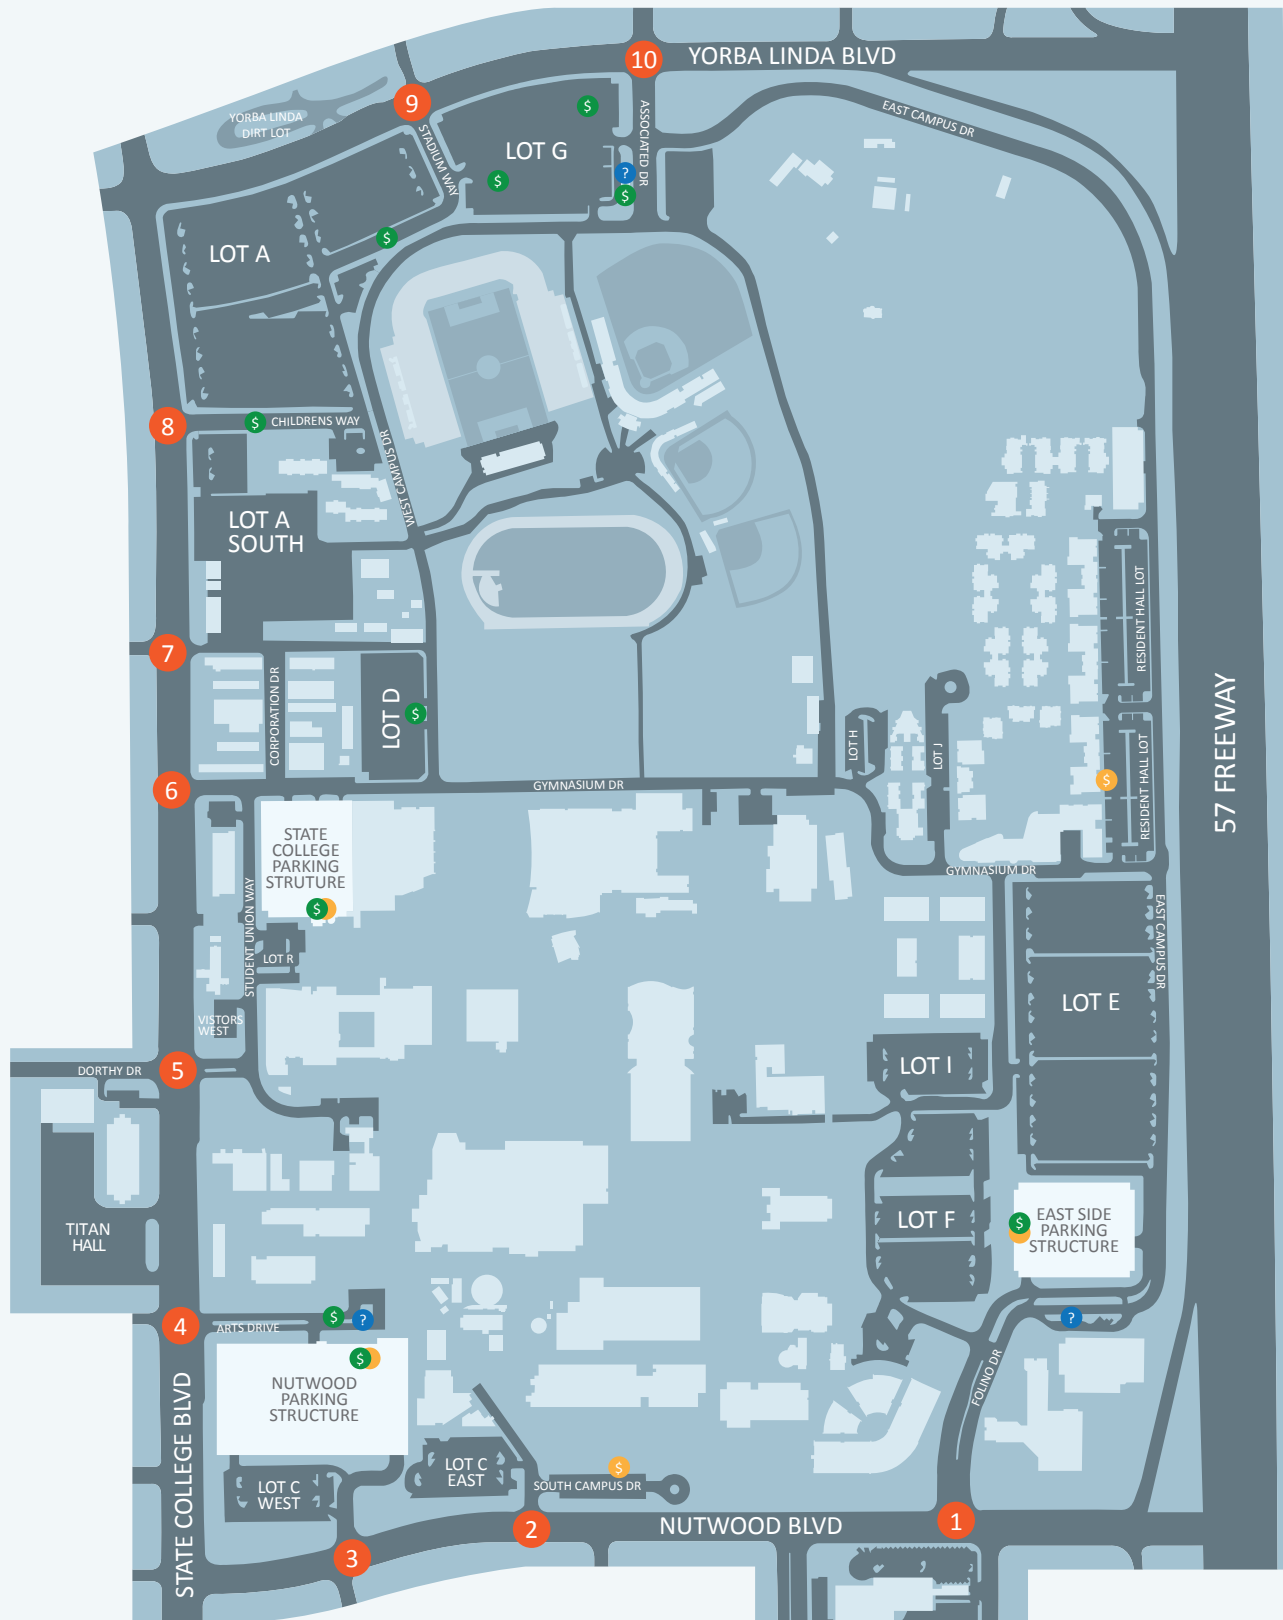 10
YORBA LINDA BLVD
9
YORBA LINDA
DIRT LOT
STADIUM WAY
LOT G
$
$
ASSOCIATED DR
?
$
EAST CAMPUS DR
LOT A
$
8
$
CHILDRENS WAY
WEST CAMPUS DR
LOT A
SOUTH
7
CORPORATION DR
LOT D
$
RESIDENT HALL LOT
57 FREEWAY
LOT H
LOT J
$
RESIDENT HALL LOT
6
GYMNASIUM DR
STATE
COLLEGE
PARKING
STRUTURE
$
GYMNASIUM DR
STUDENT UNION WAY
LOT R
EAST CAMPUS DR
LOT E
VISTORS
WEST
5
DORTHY DR
LOT I
TITAN
HALL
LOT F
$
EAST SIDE
PARKING
STRUCTURE
4
ARTS DRIVE
$
?
?
$
NUTWOOD
PARKING
STRUCTURE
FOLINO DR
STATE COLLEGE BLVD
LOT C
WEST
LOT C
EAST
$
SOUTH CAMPUS DR
3
2
NUTWOOD BLVD
1